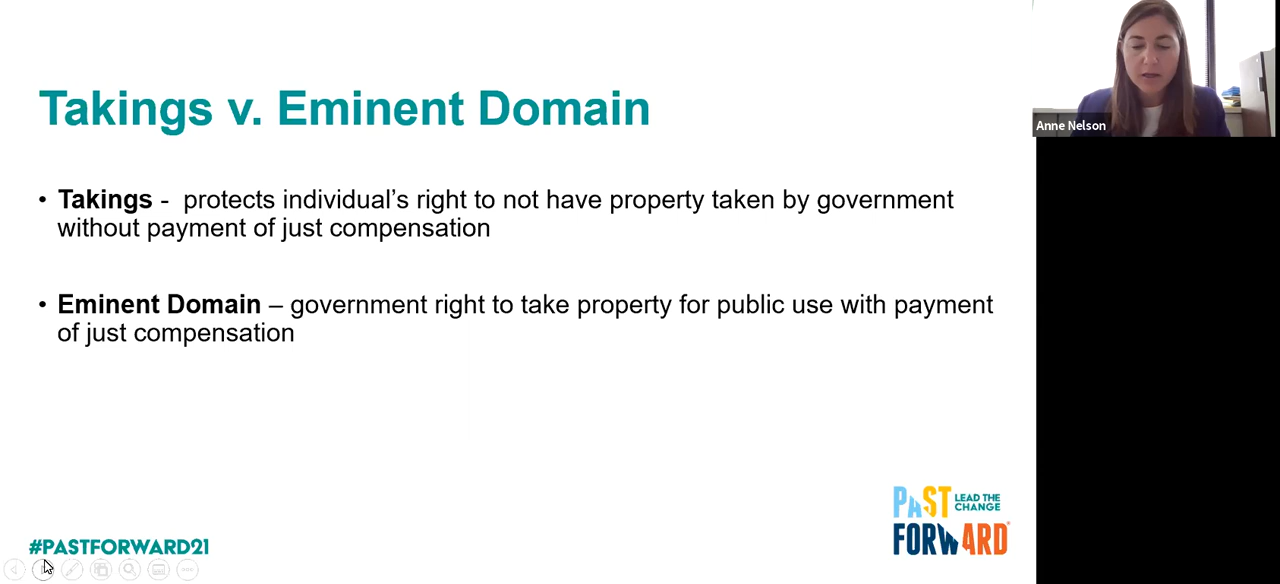 Takings v. Eminent Domain
• Takings -  protects individual’s right to not have property taken by government
without payment of just compensation
• Eminent Domain – government right to take property for public use with payment
of just compensation
Anne Nelson
PAST LEAD THE
CHANGE
FORWARD®
#PASTFORWARD21